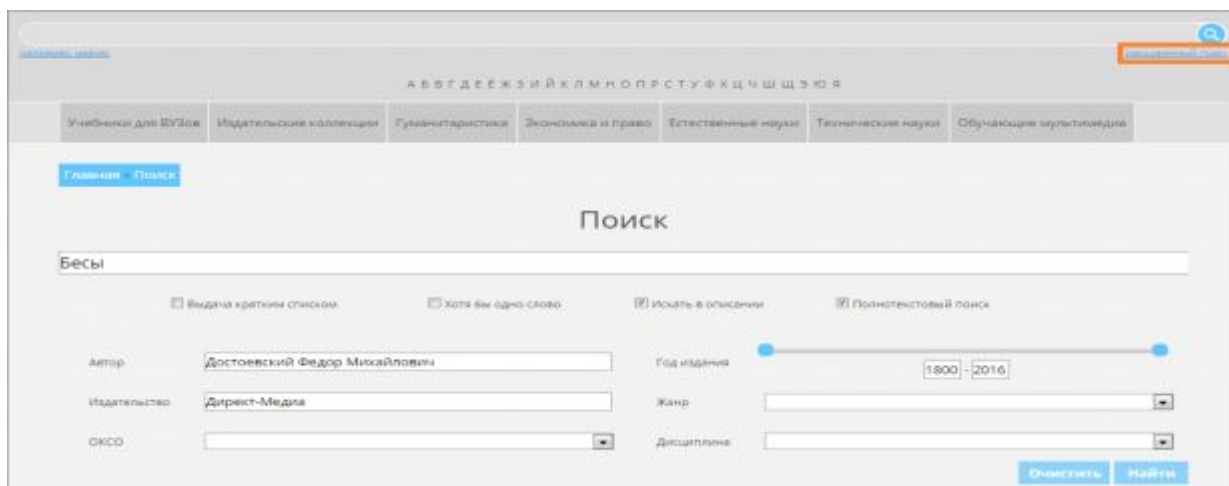 расширенный поиск
А Б В Г Д Е Ё Ж З И Й К Л М Н О П Р С Т У Ф Х Ц Ч Ш Щ Э Ю Я
Учебники для ВУЗов Издательские коллекции Гуманитаристика Экономика и право Естественные науки Технические науки Обучающие мультимедиа
Главная » Поиск
Поиск
Бесы
Выдача кратким списком Хотя бы одно слово Искать в описании Полнотекстовый поиск
Автор Достоевский Федор Михайлович Год издания 1800 - 2016
Издательство Директ-Медиа Жанр
ОКСО Дисциплина
Очистить Найти